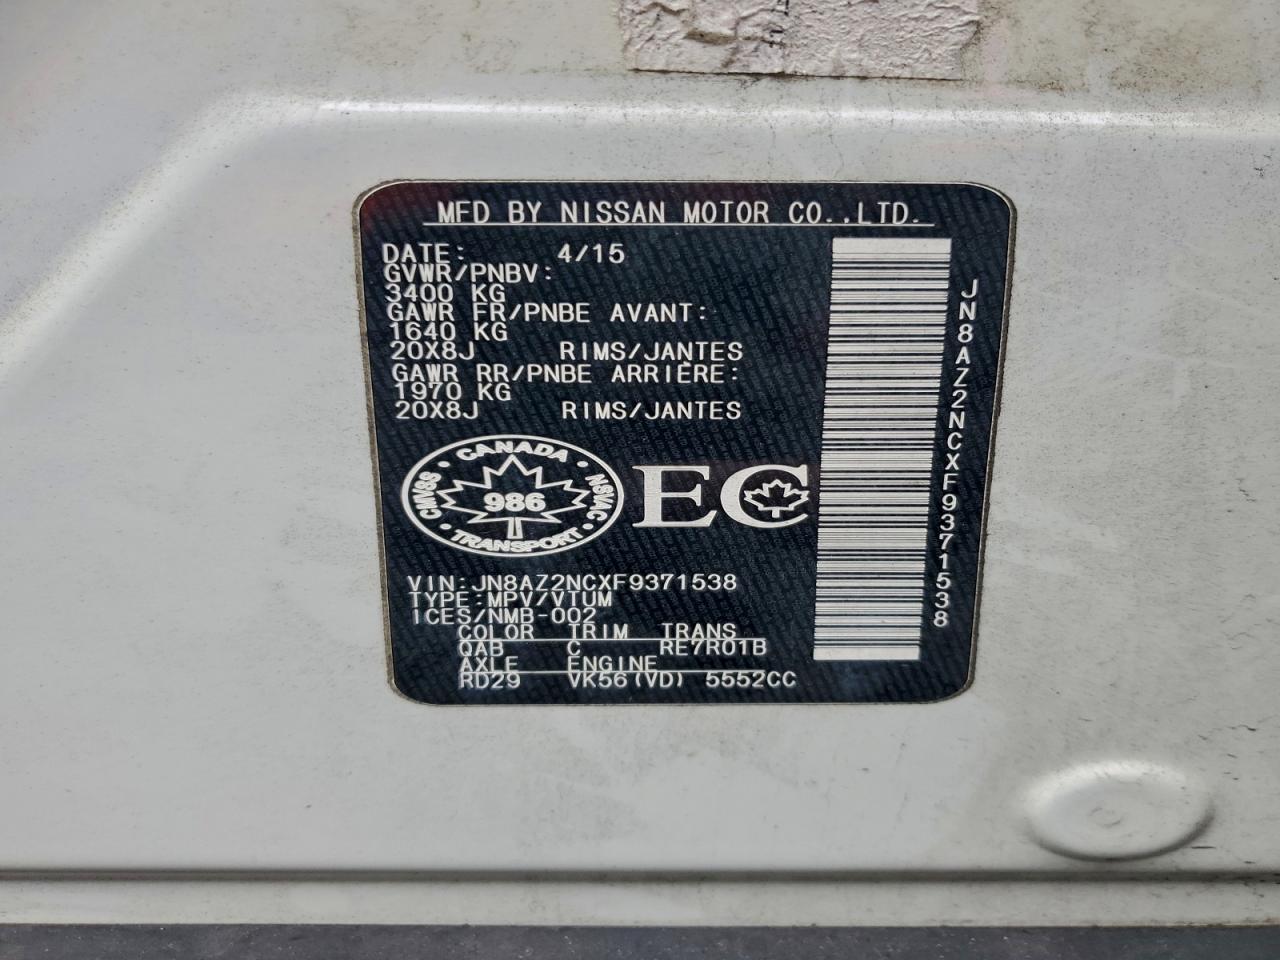 MFD BY NISSAN MOTOR CO.,LTD.
DATE: 4/15
GVWR/PNBV:
3400 KG
GAWR FR/PNBE AVANT:
1640 KG
20X8J RIMS/JANTES
GAWR RR/PNBE ARRIÈRE:
1970 KG
20X8J RIMS/JANTES
CANADA
CMVSS 986 NSVAC
TRANSPORT
EC
VIN:JN8AZ2NCXF9371538
TYPE:MPV/VTUM
ICES/NMB-002
COLOR TRIM TRANS
QAB C RE7R01B
AXLE ENGINE
RD29 VK56(VD) 5552CC
JN8AZ2NCXF9371538